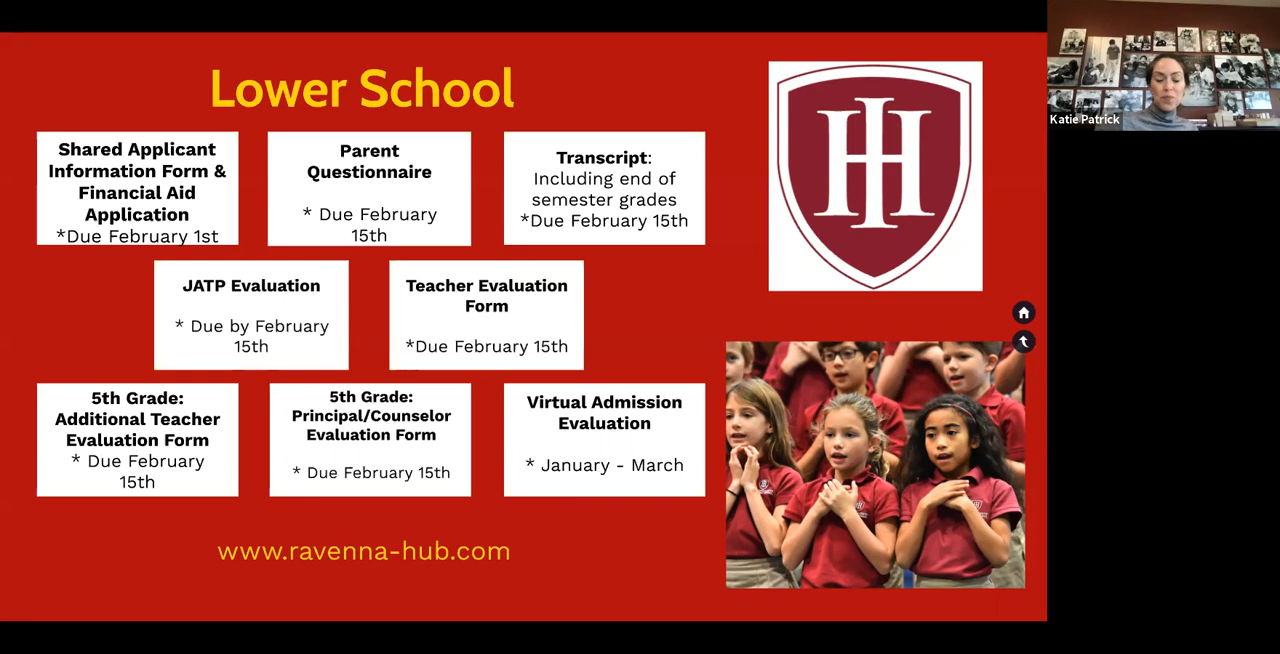 Lower School
Shared Applicant
Information Form &
Financial Aid
Application
*Due February 1st
Parent
Questionnaire
* Due February
15th
Transcript:
Including end of
semester grades
*Due February 15th
JATP Evaluation
* Due by February
15th
Teacher Evaluation
Form
*Due February 15th
5th Grade:
Additional Teacher
Evaluation Form
* Due February
15th
5th Grade:
Principal/Counselor
Evaluation Form
* Due February 15th
Virtual Admission
Evaluation
* January - March
www.ravenna-hub.com
Katie Patrick